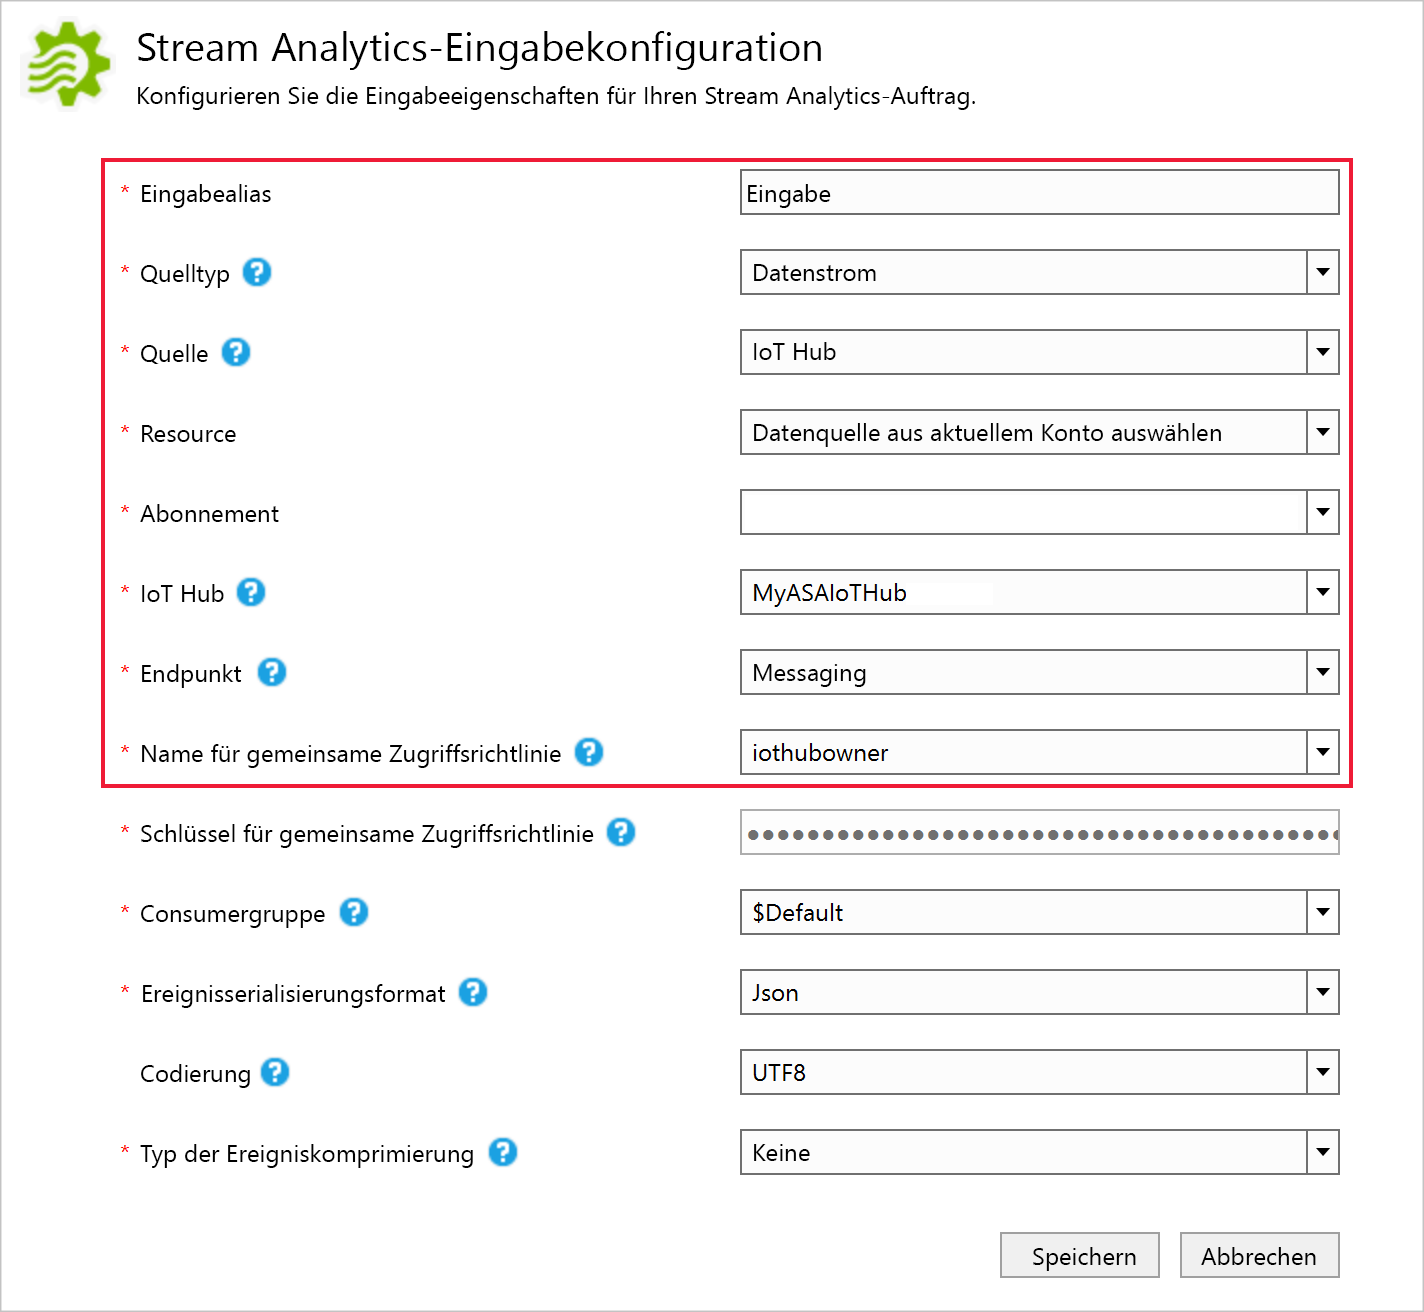 Stream Analytics-Eingabekonfiguration
Konfigurieren Sie die Eingabeeigenschaften für Ihren Stream Analytics-Auftrag.
* Eingabealias Eingabe
* Quelltyp ? Datenstrom
* Quelle ? IoT Hub
* Resource Datenquelle aus aktuellem Konto auswählen
* Abonnement
* IoT Hub ? MyASAIoTHub
* Endpunkt ? Messaging
* Name für gemeinsame Zugriffsrichtlinie ? iothubowner
* Schlüssel für gemeinsame Zugriffsrichtlinie ? ●●●●●●●●●●●●●●●●●●●●●●●●●●●●●●●●●●●●●●●●
* Consumergruppe ? $Default
* Ereignisserialisierungsformat ? Json
Codierung ? UTF8
* Typ der Ereigniskomprimierung ? Keine
Speichern Abbrechen